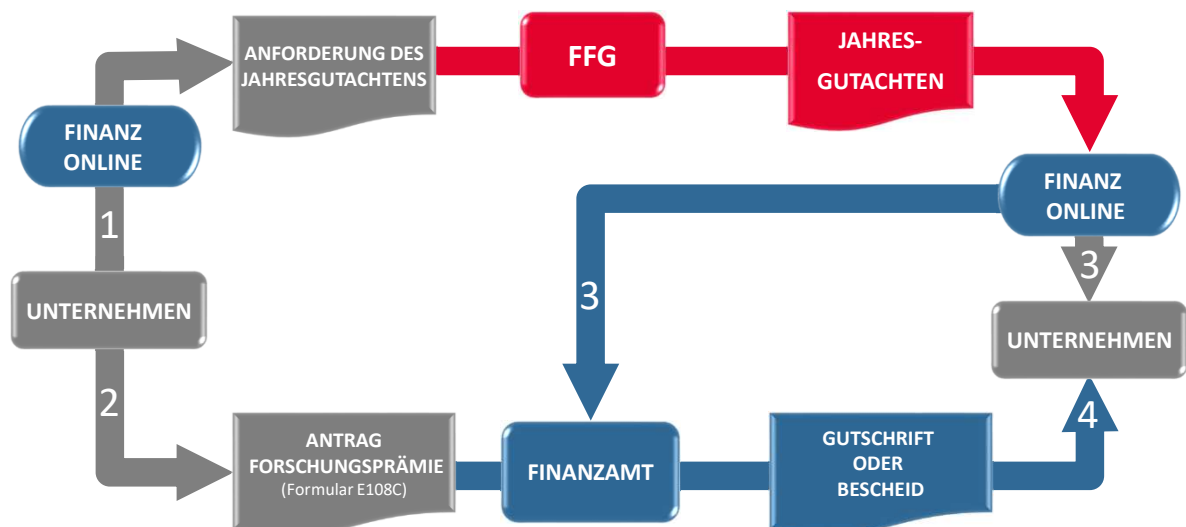 ANFORDERUNG DES
JAHRESGUTACHTENS
FFG
JAHRES-
GUTACHTEN
FINANZ
ONLINE
FINANZ
ONLINE
1
3
3
UNTERNEHMEN
UNTERNEHMEN
2
4
ANTRAG
FORSCHUNGSPRÄMIE
(Formular E108C)
FINANZAMT
GUTSCHRIFT
ODER
BESCHEID